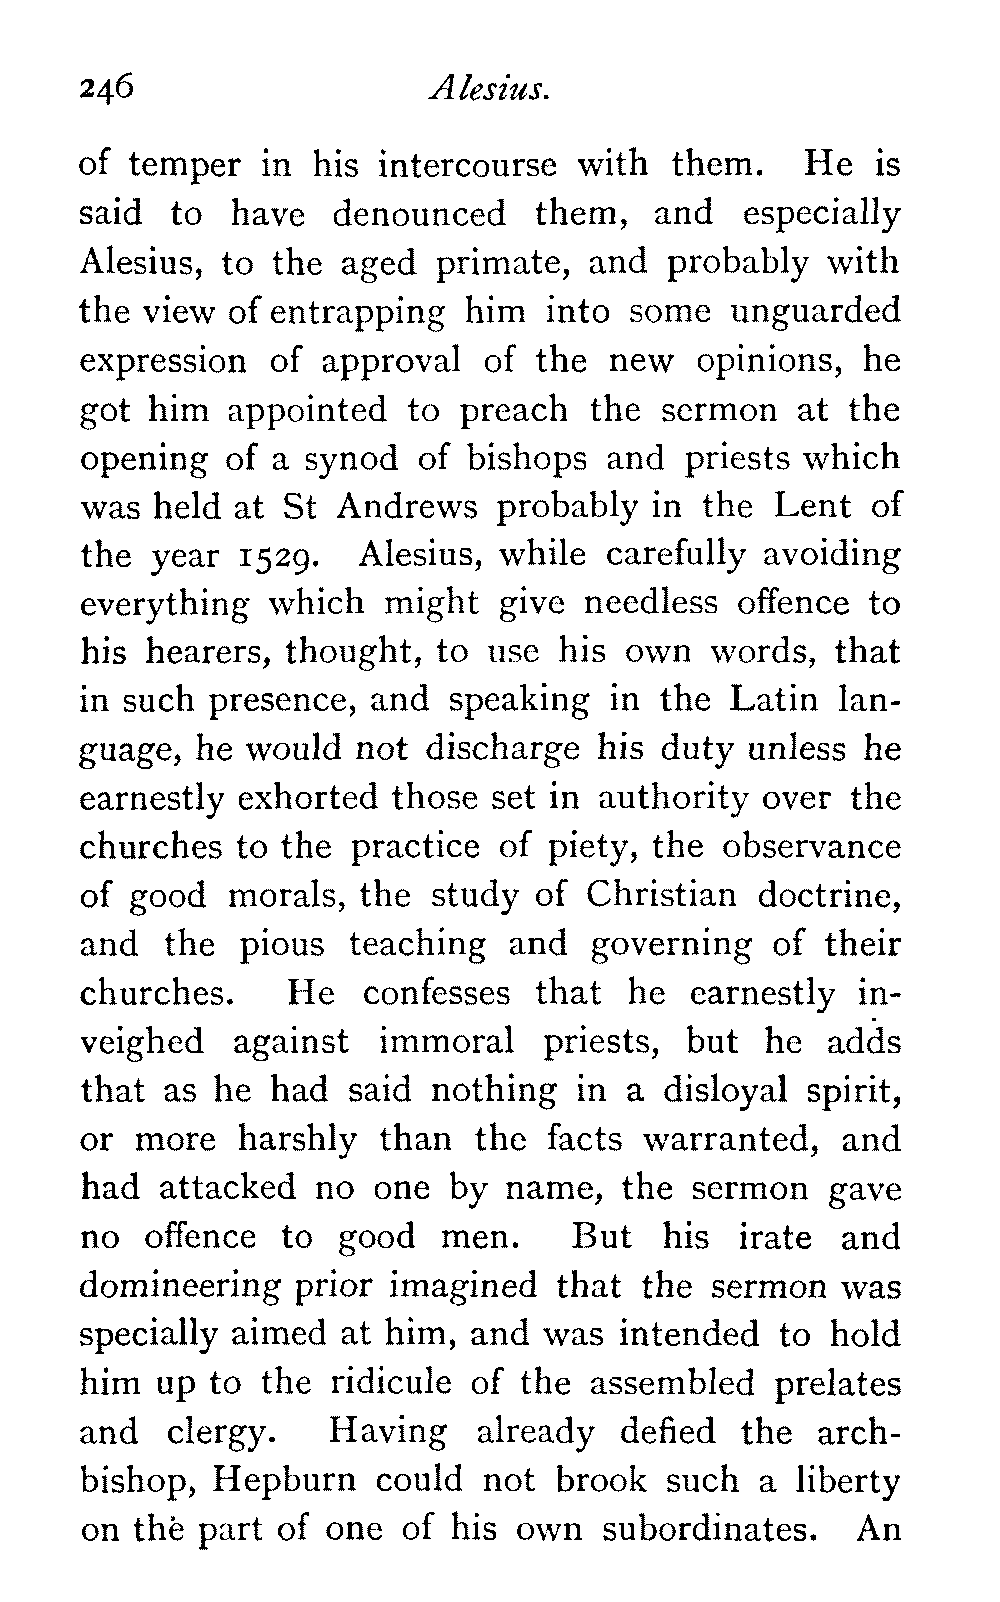 246 Alesius.
of temper in his intercourse with them. He is
said to have denounced them, and especially
Alesius, to the aged primate, and probably with
the view of entrapping him into some unguarded
expression of approval of the new opinions, he
got him appointed to preach the sermon at the
opening of a synod of bishops and priests which
was held at St Andrews probably in the Lent of
the year 1529. Alesius, while carefully avoiding
everything which might give needless offence to
his hearers, thought, to use his own words, that
in such presence, and speaking in the Latin lan-
guage, he would not discharge his duty unless he
earnestly exhorted those set in authority over the
churches to the practice of piety, the observance
of good morals, the study of Christian doctrine,
and the pious teaching and governing of their
churches. He confesses that he earnestly in-
veighed against immoral priests, but he adds
that as he had said nothing in a disloyal spirit,
or more harshly than the facts warranted, and
had attacked no one by name, the sermon gave
no offence to good men. But his irate and
domineering prior imagined that the sermon was
specially aimed at him, and was intended to hold
him up to the ridicule of the assembled prelates
and clergy. Having already defied the arch-
bishop, Hepburn could not brook such a liberty
on the part of one of his own subordinates. An